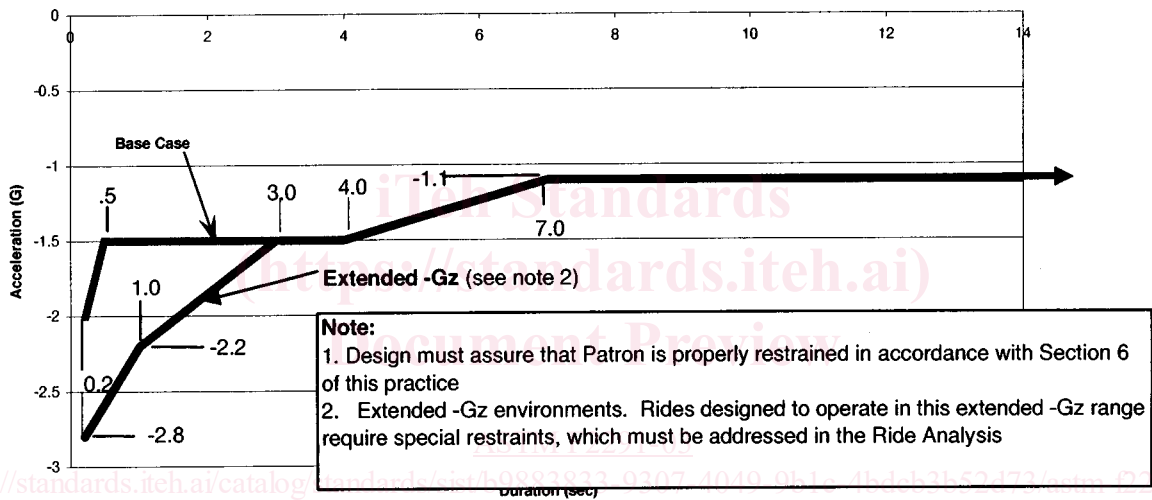 0
0 2 4 6 8 10 12 14
-0.5
Base Case
-1
.5
3.0
4.0
-1.1
7.0
iTeh Standards
Acceleration (G)
-1.5
(https://standards.iteh.ai)
Extended -Gz (see note 2)
1.0
-2
-2.2
Document Preview
Note:
1. Design must assure that Patron is properly restrained in accordance with Section 6
of this practice
2. Extended -Gz environments. Rides designed to operate in this extended -Gz range
require special restraints, which must be addressed in the Ride Analysis
0.2
-2.5
-2.8
-3
Duration (sec)